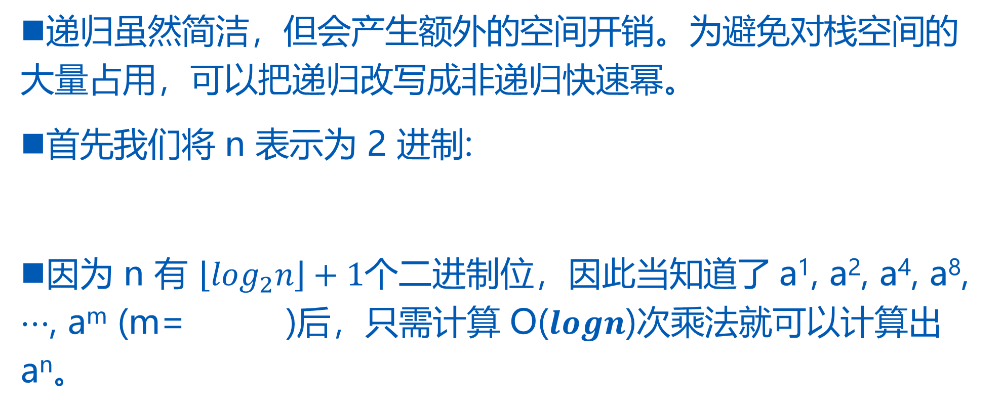 ■递归虽然简洁，但会产生额外的空间开销。为避免对栈空间的
大量占用，可以把递归改写成非递归快速幂。
■首先我们将 n 表示为 2 进制:
■因为 n 有 ⌊log₂n⌋ + 1个二进制位，因此当知道了 a¹, a², a⁴, a⁸,
⋯, aᵐ (m= )后，只需计算 O(logn)次乘法就可以计算出
aⁿ。